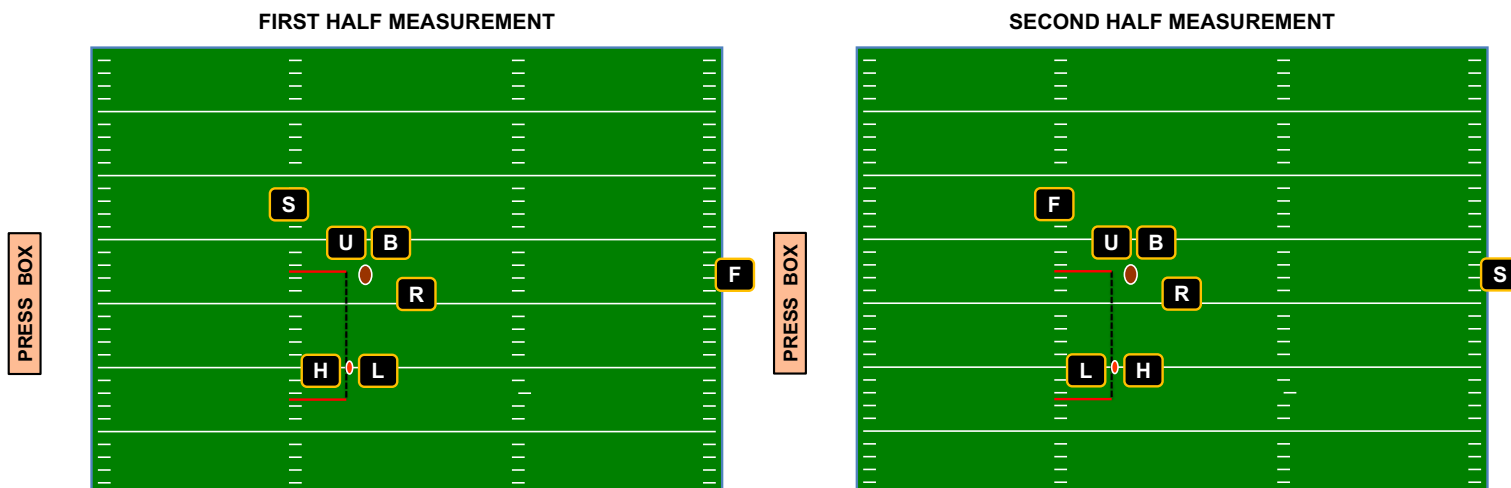 FIRST HALF MEASUREMENT
SECOND HALF MEASUREMENT
PRESS BOX
S
U B
F
R
H L
PRESS BOX
F
U B
S
R
L H